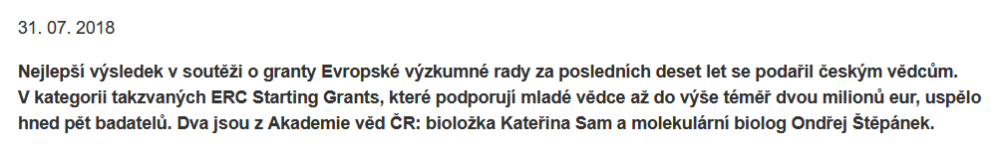 31. 07. 2018
Nejlepší výsledek v soutěži o granty Evropské výzkumné rady za posledních deset let se podařil českým vědcům.
V kategorii takzvaných ERC Starting Grants, které podporují mladé vědce až do výše téměř dvou milionů eur, uspělo
hned pět badatelů. Dva jsou z Akademie věd ČR: bioložka Kateřina Sam a molekulární biolog Ondřej Štěpánek.